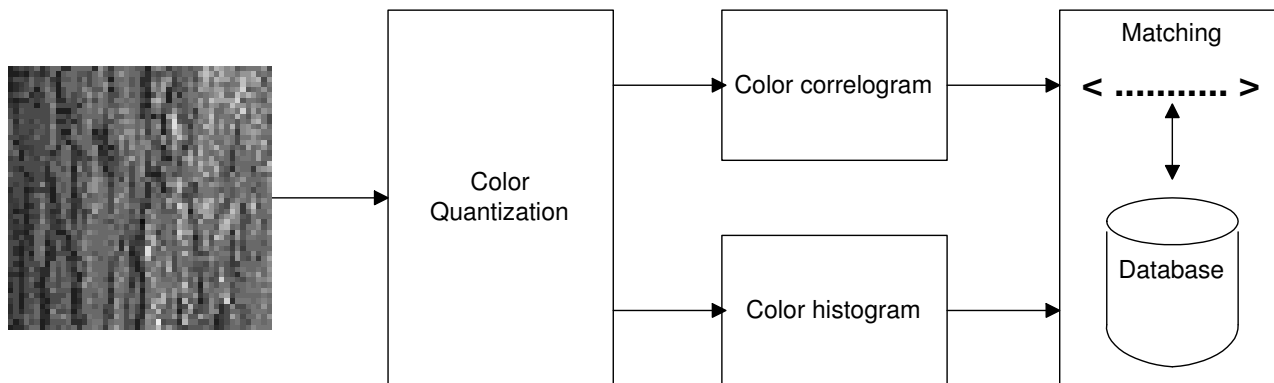 Color
Quantization
Color correlogram
Color histogram
Matching
< ........... >
Database